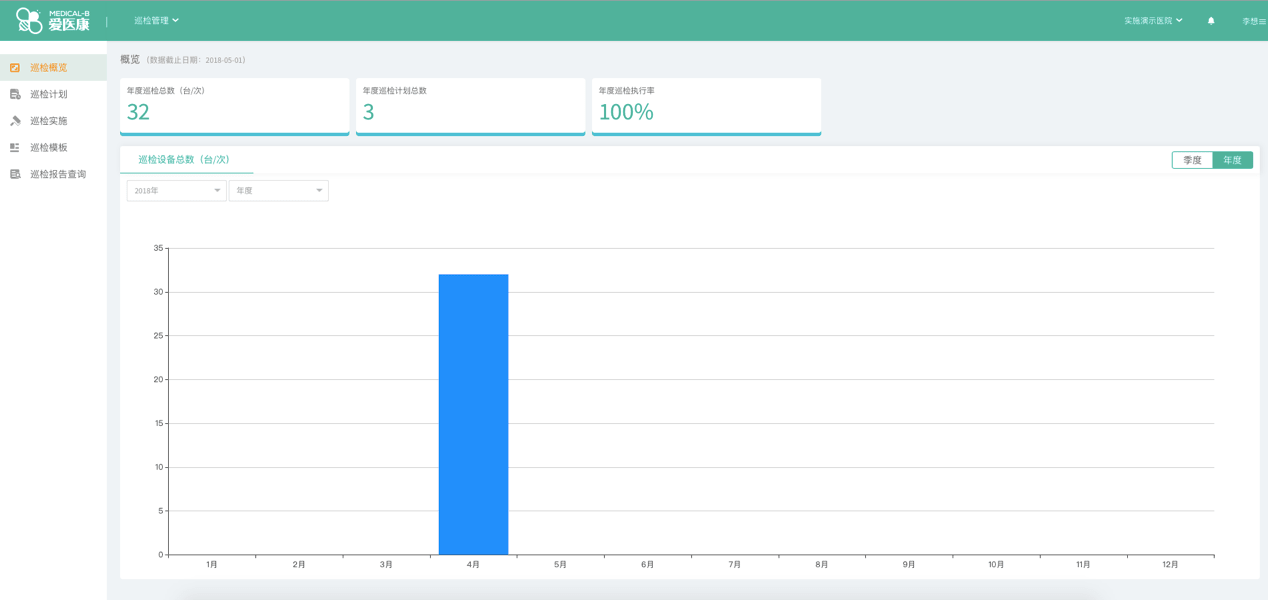 MEDICAL-B
爱医康
巡检管理
实施演示医院
李想
巡检概览
巡检计划
巡检实施
巡检模板
巡检报告查询
概览（数据截止日期：2018-05-01）
年度巡检总数（台/次）
32
年度巡检计划总数
3
年度巡检执行率
100%
巡检设备总数（台/次）
季度
年度
2018年
年度
35
30
25
20
15
10
5
0
1月
2月
3月
4月
5月
6月
7月
8月
9月
10月
11月
12月